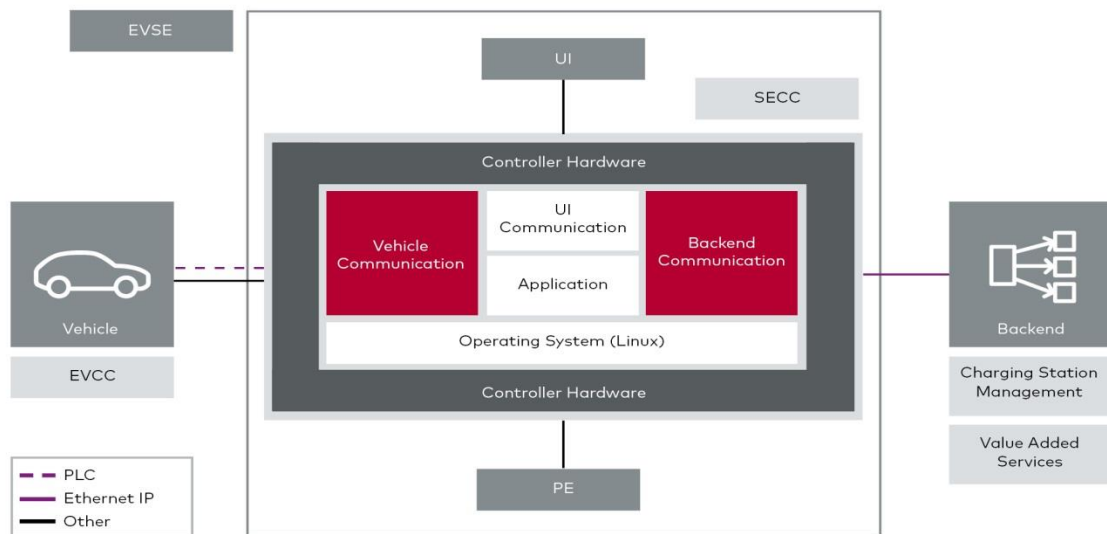 EVSE
UI
SECC
Controller Hardware
Vehicle
Communication
UI
Communication
Backend
Communication
Application
Operating System (Linux)
Controller Hardware
Vehicle
EVCC
Backend
Charging Station
Management
Value Added
Services
PE
PLC
Ethernet IP
Other